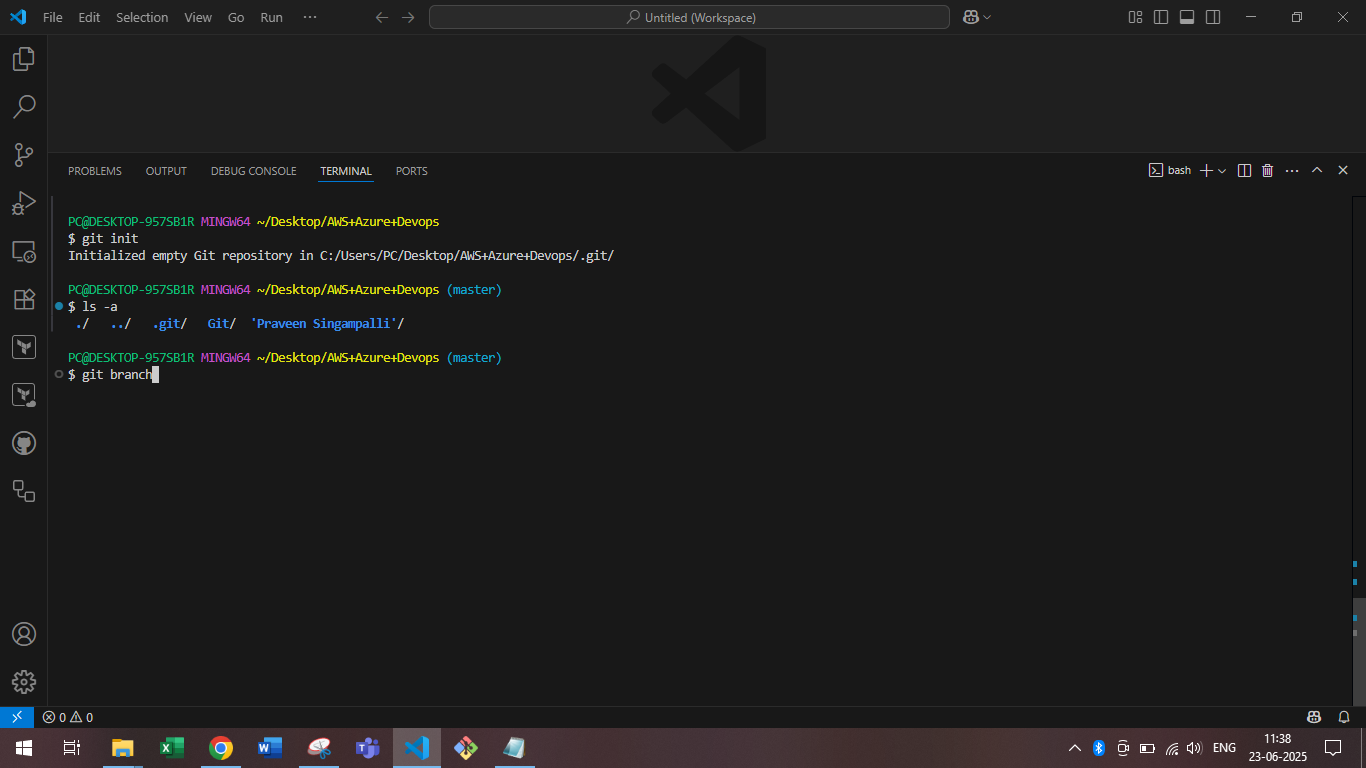 File Edit Selection View Go Run ···
Untitled (Workspace)
PROBLEMS OUTPUT DEBUG CONSOLE TERMINAL PORTS
bash
PC@DESKTOP-957SB1R MINGW64 ~/Desktop/AWS+Azure+Devops
$ git init
Initialized empty Git repository in C:/Users/PC/Desktop/AWS+Azure+Devops/.git/
PC@DESKTOP-957SB1R MINGW64 ~/Desktop/AWS+Azure+Devops (master)
$ ls -a
./ ../ .git/ Git/ 'Praveen Singampalli'/
PC@DESKTOP-957SB1R MINGW64 ~/Desktop/AWS+Azure+Devops (master)
$ git branch
0 0
ENG
11:38
23-06-2025